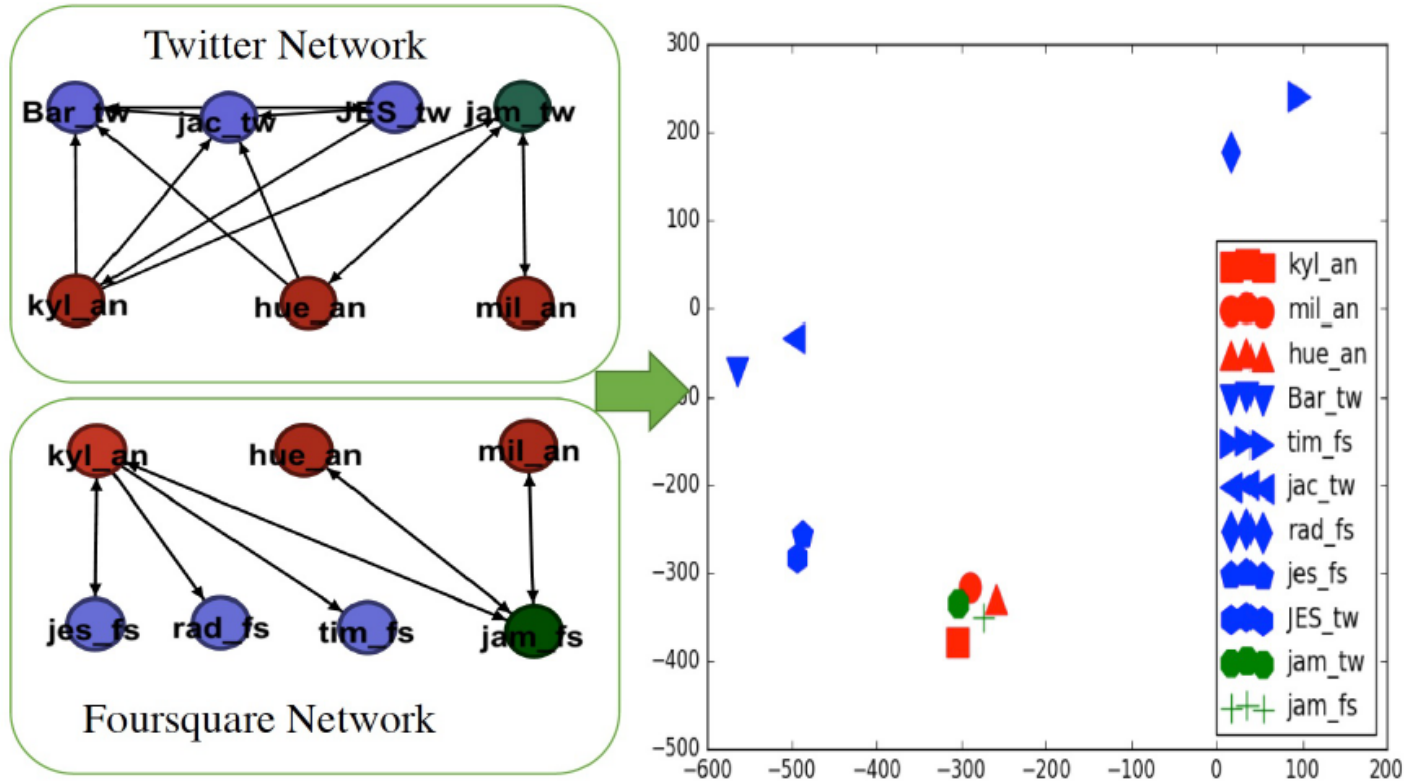 Twitter Network
Bar_tw
jac_tw
JES_tw
jam_tw
kyl_an
hue_an
mil_an
kyl_an
hue_an
mil_an
jes_fs
rad_fs
tim_fs
jam_fs
Foursquare Network
300
200
100
0
00
−200
−300
−400
−500
−600
−500
−400
−300
−200
−100
0
100
200
kyl_an
mil_an
hue_an
Bar_tw
tim_fs
jac_tw
rad_fs
jes_fs
JES_tw
jam_tw
jam_fs